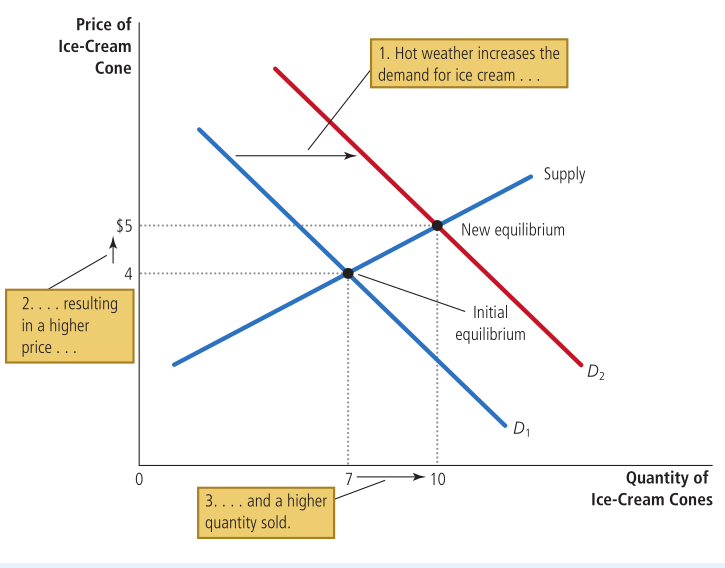 Price of
Ice-Cream
Cone
1. Hot weather increases the
demand for ice cream . . .
Supply
$5
New equilibrium
4
2. . . . resulting
in a higher
price . . .
Initial
equilibrium
D2
D1
0
7
10
Quantity of
Ice-Cream Cones
3. . . . and a higher
quantity sold.